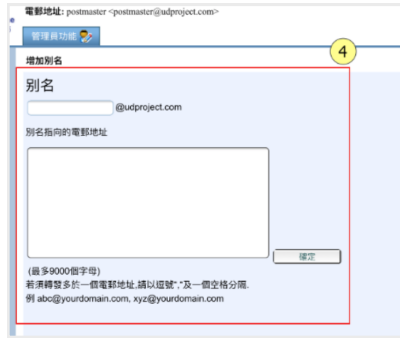 電郵地址: postmaster <postmaster@udproject.com>
管理員功能
4
增加別名
別名
@udproject.com
別名指向的電郵地址
確定
(最多9000個字母)
若須轉發多於一個電郵地址,請以逗號","及一個空格分隔.
例 abc@yourdomain.com, xyz@yourdomain.com